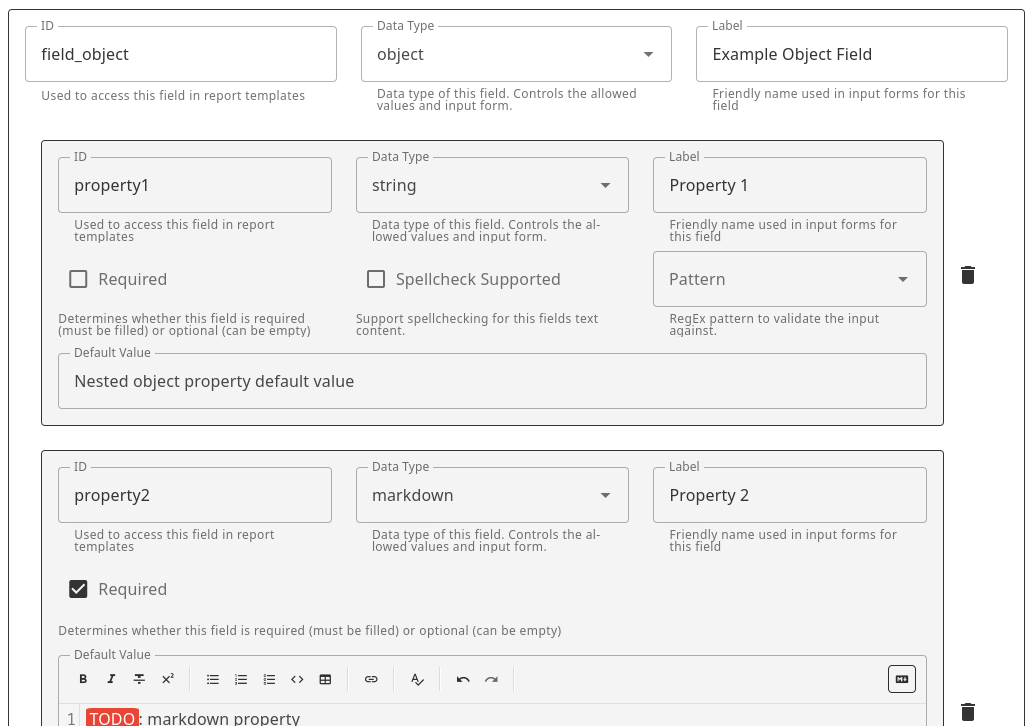 ID
Data Type
Label
field_object
object
Example Object Field
Used to access this field in report templates
Data type of this field. Controls the allowed
values and input form.
Friendly name used in input forms for this
field
ID
Data Type
Label
property1
string
Property 1
Used to access this field in report
templates
Data type of this field. Controls the al-
lowed values and input form.
Friendly name used in input forms for
this field
Required
Spellcheck Supported
Pattern
Determines whether this field is required
(must be filled) or optional (can be empty)
Support spellchecking for this fields text
content.
RegEx pattern to validate the input
against.
Default Value
Nested object property default value
ID
Data Type
Label
property2
markdown
Property 2
Used to access this field in report
templates
Data type of this field. Controls the al-
lowed values and input form.
Friendly name used in input forms for
this field
Required
Determines whether this field is required (must be filled) or optional (can be empty)
Default Value
1 TODO: markdown property